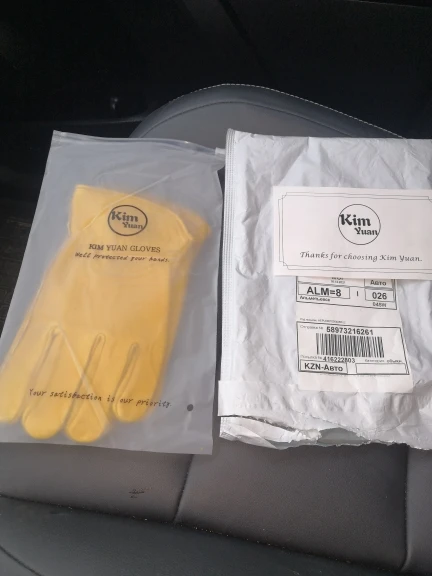 Kim
Yuan
KIM YUAN GLOVES
Well protected your hands.
Your satisfaction is our priority
Kim
Yuan
Thanks for choosing Kim Yuan.
Авто
ALM=8
026
58973216261
416222803
KZN-Авто